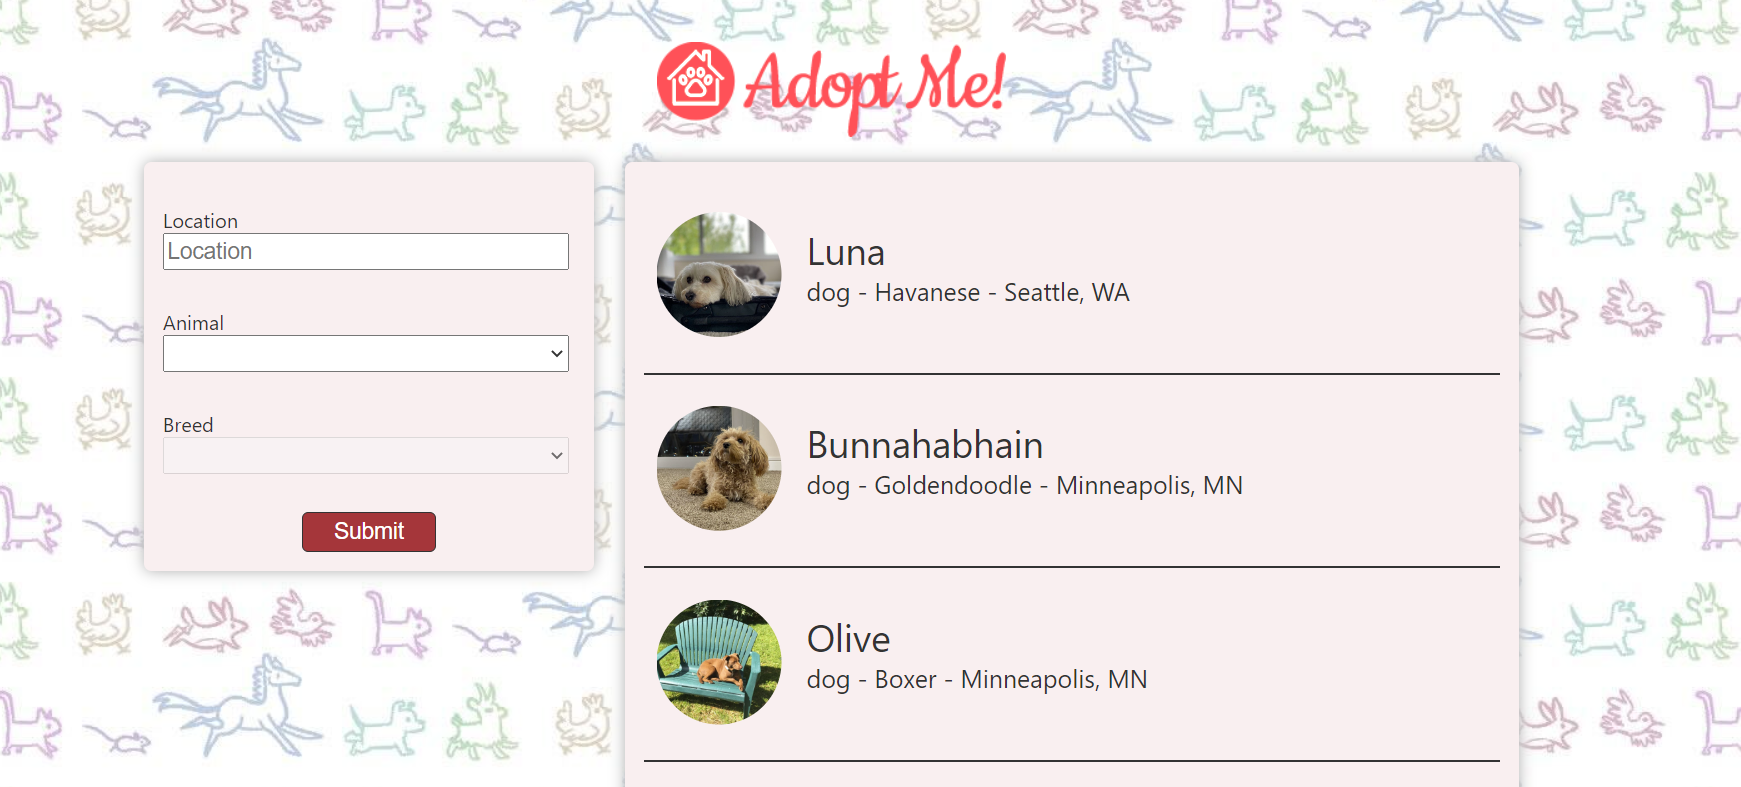 Adopt Me!
Location
Location
Animal
Breed
Submit
Luna
dog - Havanese - Seattle, WA
Bunnahabhain
dog - Goldendoodle - Minneapolis, MN
Olive
dog - Boxer - Minneapolis, MN